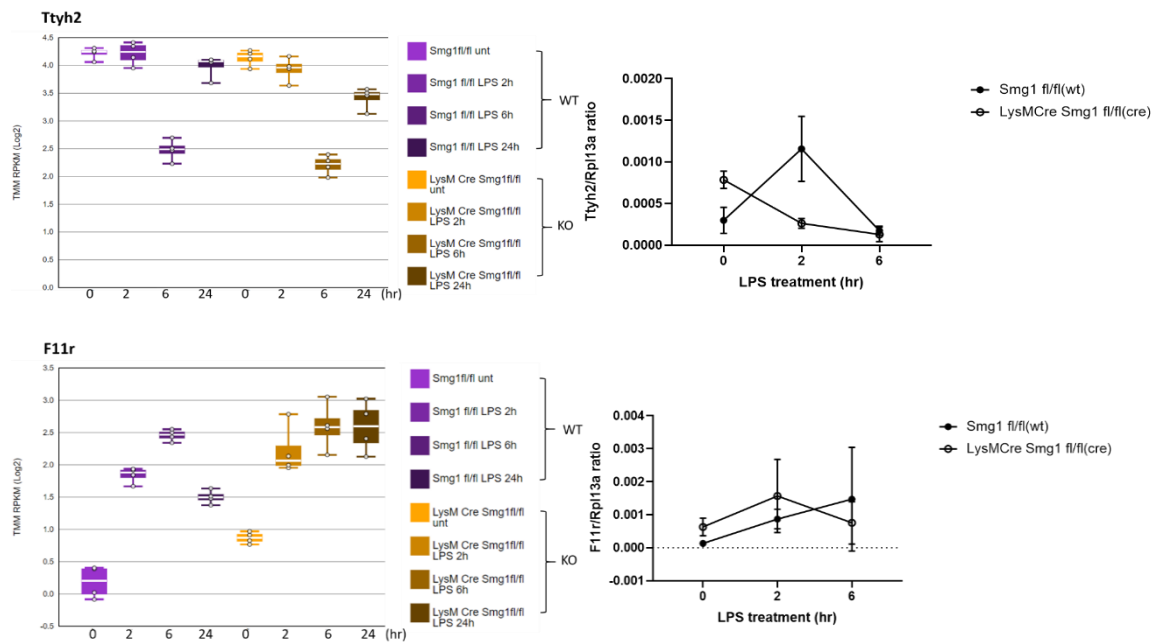 Ttyh2
TMM RPKM (Log2)
4.5
4.0
3.5
3.0
2.5
2.0
1.5
1.0
0.5
0.0
0 2 6 24 0 2 6 24 (hr)
Smg1fl/fl unt
Smg1 fl/fl LPS 2h
Smg1 fl/fl LPS 6h
Smg1 fl/fl LPS 24h
WT
LysM Cre Smg1fl/fl
unt
LysM Cre Smg1fl/fl
LPS 2h
LysM Cre Smg1fl/fl
LPS 6h
LysM Cre Smg1fl/fl
LPS 24h
KO
Ttyh2/Rpl13a ratio
0.0020
0.0015
0.0010
0.0005
0.0000
0 2 6
LPS treatment (hr)
Smg1 fl/fl(wt)
LysMCre Smg1 fl/fl(cre)
F11r
TMM RPKM (Log2)
3.5
3.0
2.5
2.0
1.5
1.0
0.5
0.0
-0.5
0 2 6 24 0 2 6 24 (hr)
Smg1fl/fl unt
Smg1 fl/fl LPS 2h
Smg1 fl/fl LPS 6h
Smg1 fl/fl LPS 24h
WT
LysM Cre Smg1fl/fl
unt
LysM Cre Smg1fl/fl
LPS 2h
LysM Cre Smg1fl/fl
LPS 6h
LysM Cre Smg1fl/fl
LPS 24h
KO
F11r/Rpl13a ratio
0.004
0.003
0.002
0.001
0.000
-0.001
0 2 6
LPS treatment (hr)
Smg1 fl/fl(wt)
LysMCre Smg1 fl/fl(cre)